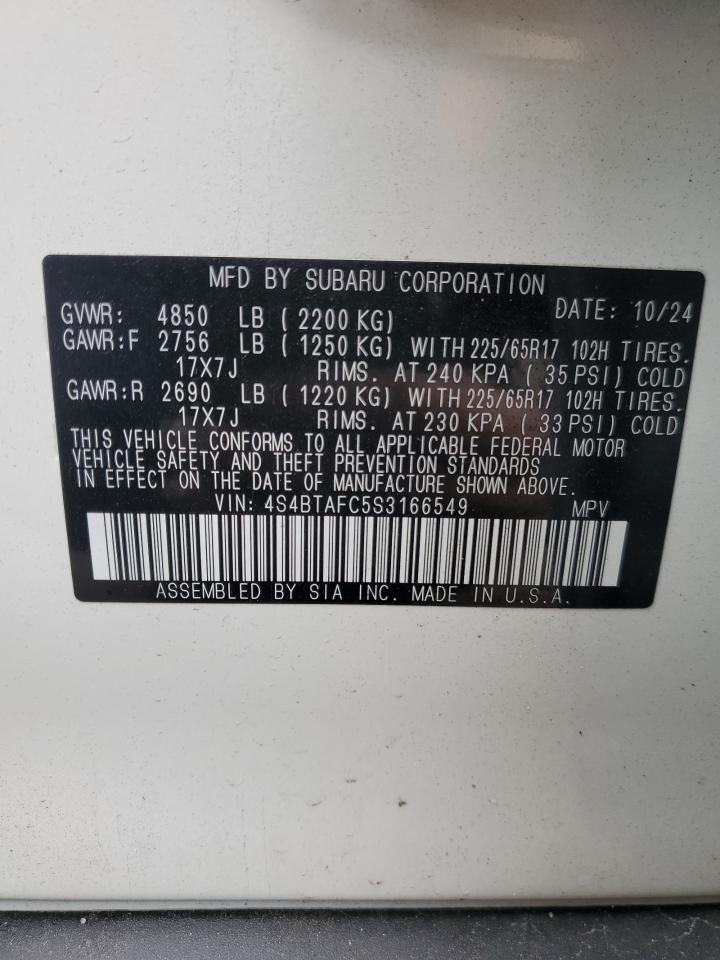 MFD BY SUBARU CORPORATION
DATE: 10/24
GVWR: 4850 LB ( 2200 KG)
GAWR:F 2756 LB ( 1250 KG) WITH 225/65R17 102H TIRES.
17X7J RIMS. AT 240 KPA ( 35 PSI) COLD
GAWR:R 2690 LB ( 1220 KG) WITH 225/65R17 102H TIRES.
17X7J RIMS. AT 230 KPA ( 33 PSI) COLD
THIS VEHICLE CONFORMS TO ALL APPLICABLE FEDERAL MOTOR
VEHICLE SAFETY AND THEFT PREVENTION STANDARDS
IN EFFECT ON THE DATE OF MANUFACTURE SHOWN ABOVE.
VIN: 4S4BTAFC5S3166549 MPV
ASSEMBLED BY SIA INC. MADE IN U.S.A.